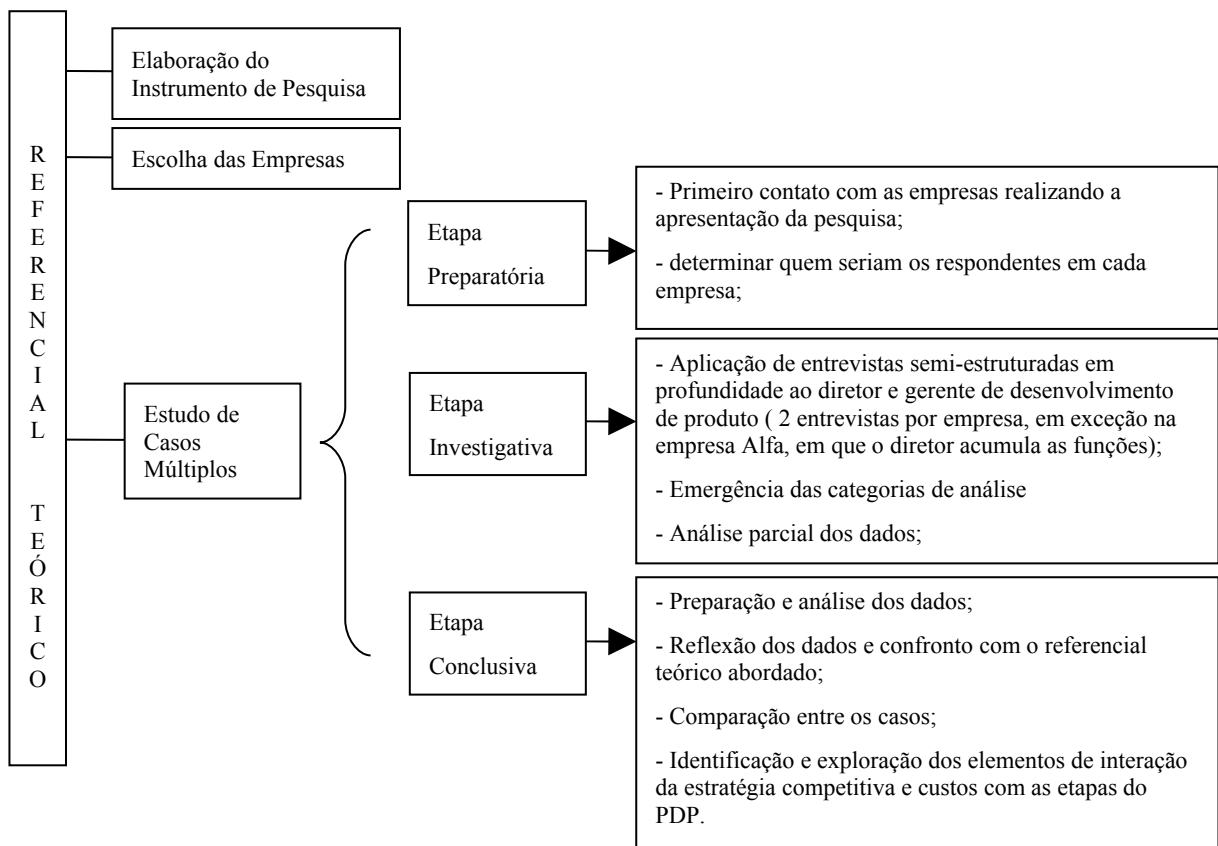 REFERENCIAL TEÓRICO
Elaboração do
Instrumento de Pesquisa
Escolha das Empresas
Estudo de
Casos
Múltiplos
Etapa
Preparatória
- Primeiro contato com as empresas realizando a
apresentação da pesquisa;
- determinar quem seriam os respondentes em cada
empresa;
Etapa
Investigativa
- Aplicação de entrevistas semi-estruturadas em
profundidade ao diretor e gerente de desenvolvimento
de produto ( 2 entrevistas por empresa, em exceção na
empresa Alfa, em que o diretor acumula as funções);
- Emergência das categorias de análise
- Análise parcial dos dados;
Etapa
Conclusiva
- Preparação e análise dos dados;
- Reflexão dos dados e confronto com o referencial
teórico abordado;
- Comparação entre os casos;
- Identificação e exploração dos elementos de interação
da estratégia competitiva e custos com as etapas do
PDP.